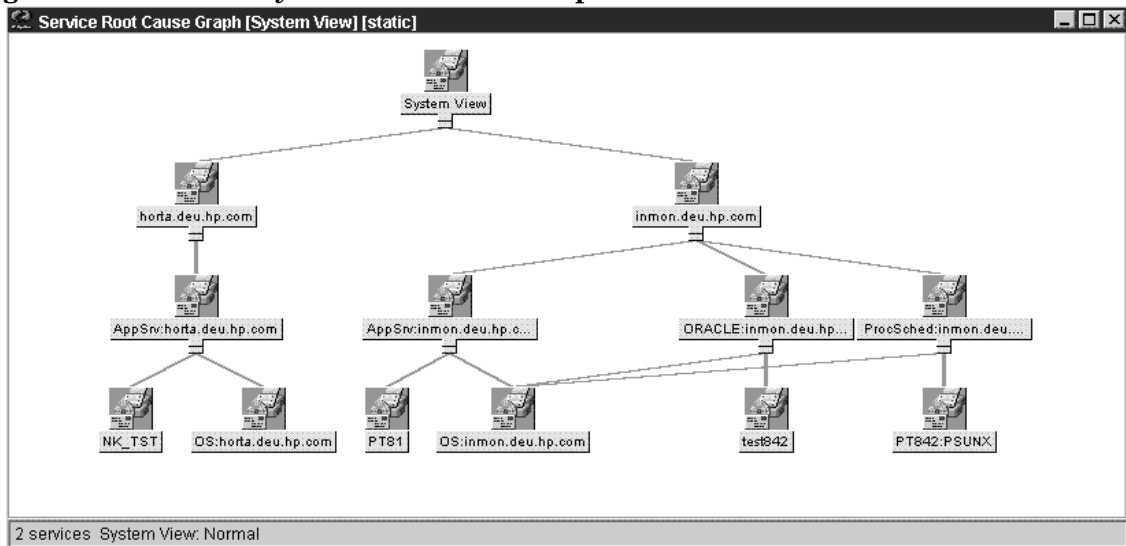 Service Root Cause Graph [System View] [static]
System View
horta.deu.hp.com
inmon.deu.hp.com
AppSrv:horta.deu.hp.com
AppSrv:inmon.deu.hp.c...
ORACLE:inmon.deu.hp...
ProcSched:inmon.deu....
NK_TST
OS:horta.deu.hp.com
PT81
OS:inmon.deu.hp.com
test842
PT842:PSUNX
2 services System View: Normal